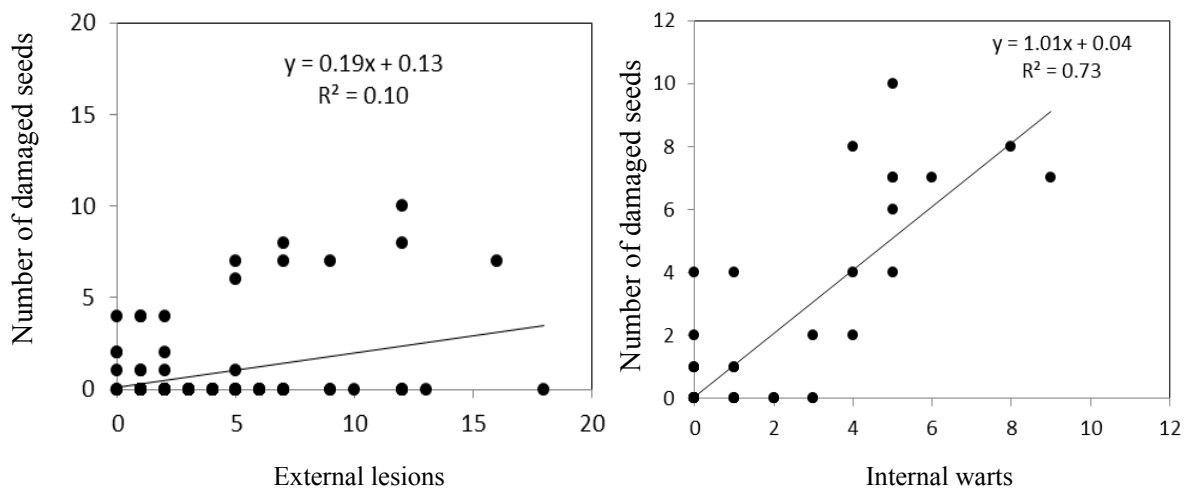 Number of damaged seeds
20
15
10
5
0
y = 0.19x + 0.13
R² = 0.10
0 5 10 15 20
External lesions
Number of damaged seeds
12
10
8
6
4
2
0
y = 1.01x + 0.04
R² = 0.73
0 2 4 6 8 10 12
Internal warts